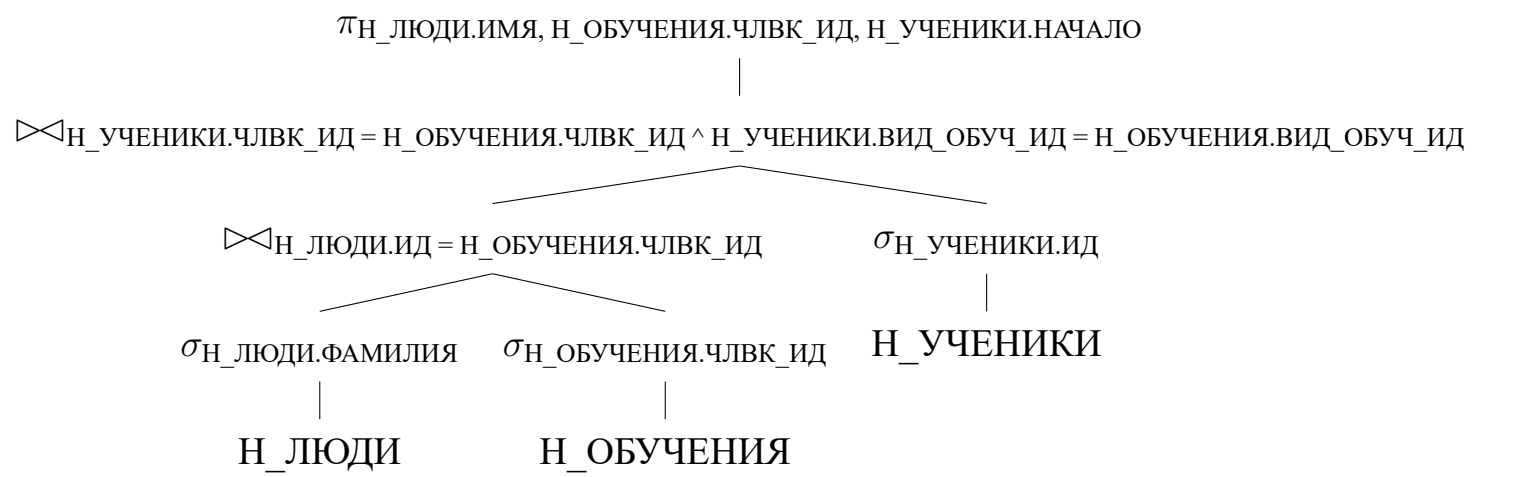 πН_ЛЮДИ.ИМЯ, Н_ОБУЧЕНИЯ.ЧЛВК_ИД, Н_УЧЕНИКИ.НАЧАЛО
⋈Н_УЧЕНИКИ.ЧЛВК_ИД = Н_ОБУЧЕНИЯ.ЧЛВК_ИД ^ Н_УЧЕНИКИ.ВИД_ОБУЧ_ИД = Н_ОБУЧЕНИЯ.ВИД_ОБУЧ_ИД
⋈Н_ЛЮДИ.ИД = Н_ОБУЧЕНИЯ.ЧЛВК_ИД
σН_УЧЕНИКИ.ИД
σН_ЛЮДИ.ФАМИЛИЯ
σН_ОБУЧЕНИЯ.ЧЛВК_ИД
Н_УЧЕНИКИ
Н_ЛЮДИ
Н_ОБУЧЕНИЯ